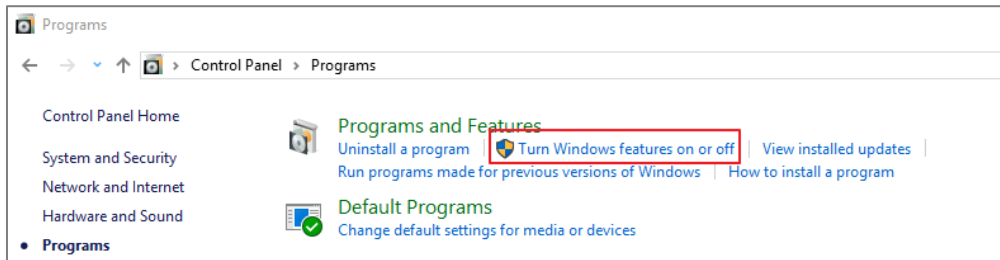 Programs
Control Panel > Programs
Control Panel Home
System and Security
Network and Internet
Hardware and Sound
Programs
Programs and Features
Uninstall a program | Turn Windows features on or off | View installed updates |
Run programs made for previous versions of Windows | How to install a program
Default Programs
Change default settings for media or devices